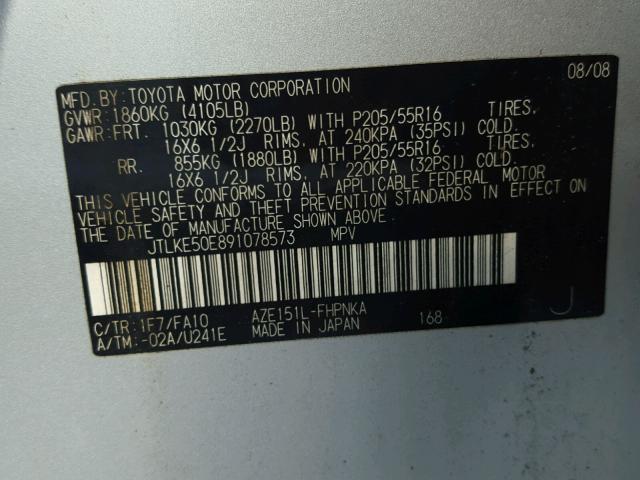 08/08
MFD.BY:TOYOTA MOTOR CORPORATION
GVWR:1860KG (4105LB)
GAWR:FRT. 1030KG (2270LB) WITH P205/55R16 TIRES.
16X6 1/2J RIMS, AT 240KPA (35PSI) COLD.
RR. 855KG (1880LB) WITH P205/55R16 TIRES.
16X6 1/2J RIMS, AT 220KPA (32PSI) COLD.
THIS VEHICLE CONFORMS TO ALL APPLICABLE FEDERAL MOTOR
VEHICLE SAFETY AND THEFT PREVENTION STANDARDS IN EFFECT ON
THE DATE OF MANUFACTURE SHOWN ABOVE.
JTLKE50E891078573 MPV
C/TR:1F7/FA10 AZE151L-FHPNKA 168 J
A/TM:-02A/U241E MADE IN JAPAN